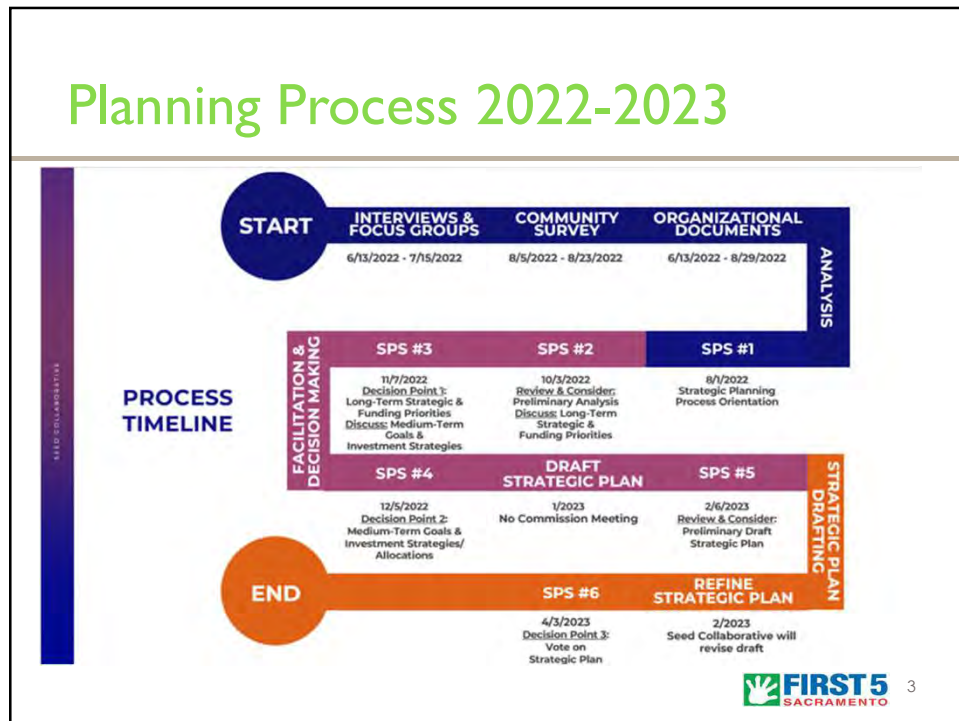 Planning Process 2022-2023
SEED COLLABORATIVE
PROCESS
TIMELINE
START
INTERVIEWS &
FOCUS GROUPS
6/13/2022 - 7/15/2022
COMMUNITY
SURVEY
8/5/2022 - 8/23/2022
ORGANIZATIONAL
DOCUMENTS
6/13/2022 - 8/29/2022
ANALYSIS
SPS #1
8/1/2022
Strategic Planning
Process Orientation
SPS #2
10/3/2022
Review & Consider:
Preliminary Analysis
Discuss: Long-Term
Strategic &
Funding Priorities
SPS #3
11/7/2022
Decision Point 1:
Long-Term Strategic &
Funding Priorities
Discuss: Medium-Term
Goals &
Investment Strategies
FACILITATION &
DECISION MAKING
SPS #4
12/5/2022
Decision Point 2:
Medium-Term Goals &
Investment Strategies/
Allocations
DRAFT
STRATEGIC PLAN
1/2023
No Commission Meeting
SPS #5
2/6/2023
Review & Consider:
Preliminary Draft
Strategic Plan
STRATEGIC PLAN
DRAFTING
REFINE
STRATEGIC PLAN
2/2023
Seed Collaborative will
revise draft
SPS #6
4/3/2023
Decision Point 3:
Vote on
Strategic Plan
END
FIRST 5
SACRAMENTO
3